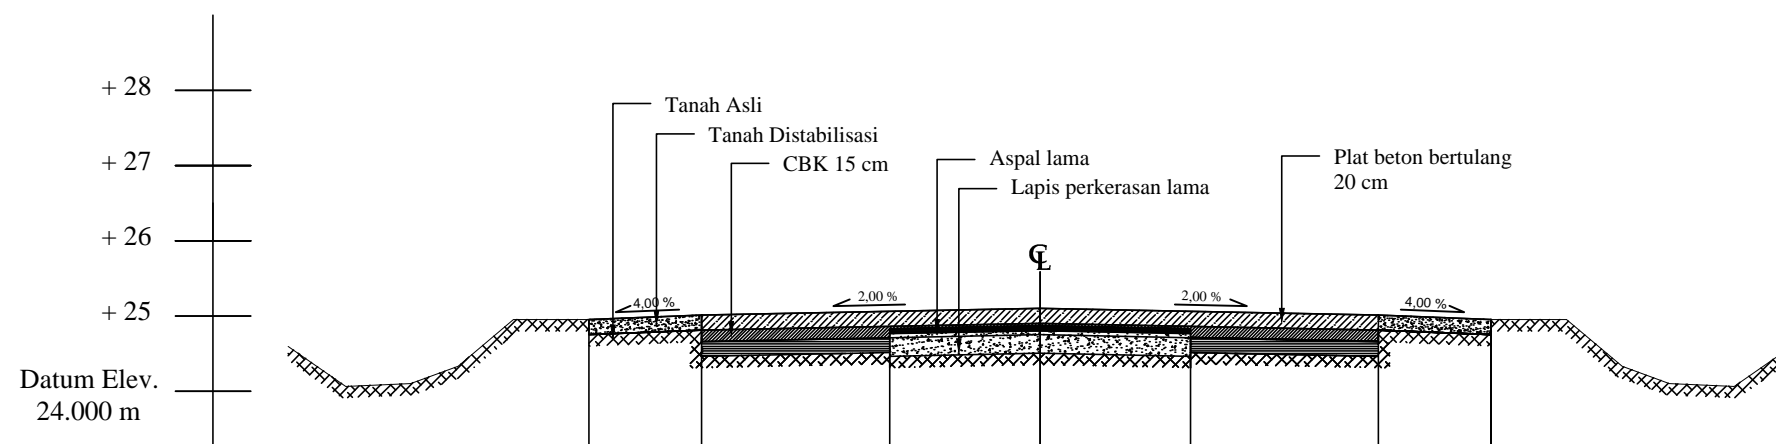 + 28
+ 27
+ 26
+ 25
Datum Elev.
24.000 m
Tanah Asli
Tanah Distabilisasi
CBK 15 cm
Aspal lama
Lapis perkerasan lama
Plat beton bertulang
20 cm
CL
4,00 %
2,00 %
2,00 %
4,00 %